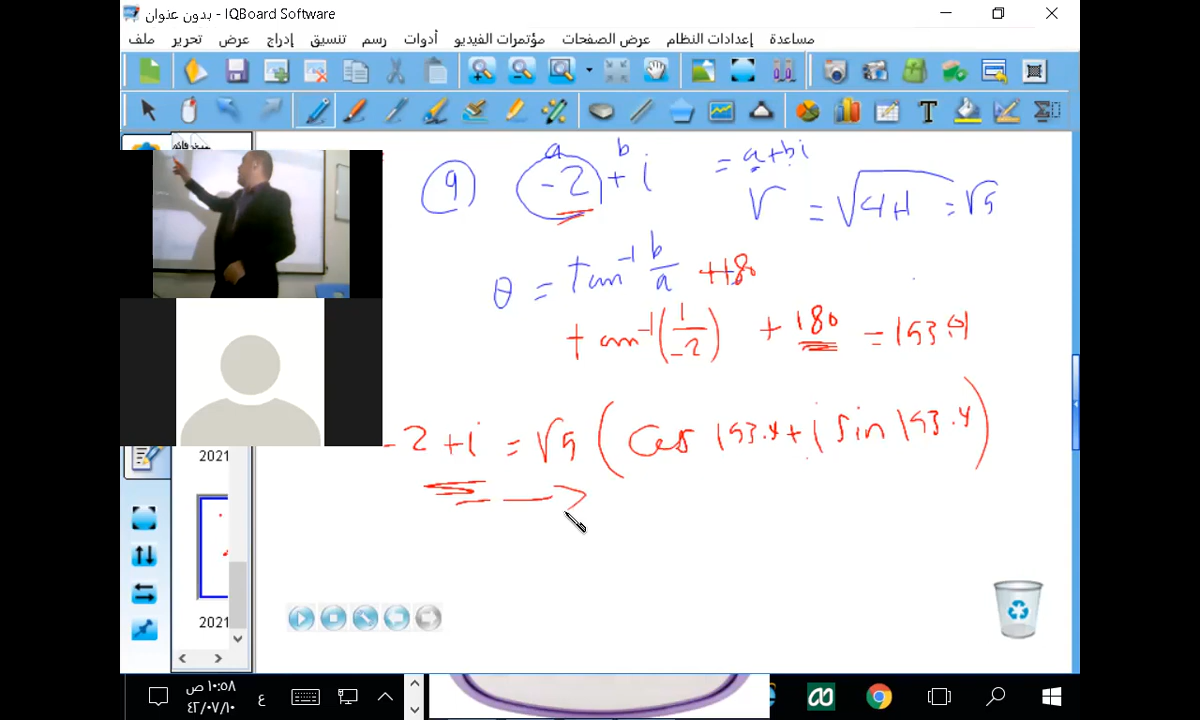 بدون عنوان - IQBoard Software
ملف تحرير عرض إدراج تنسيق رسم أدوات مؤتمرات الفيديو عرض الصفحات إعدادات النظام مساعدة
a b
9 -2 + i = a + bi
r = √4+1 = √5
θ = tan⁻¹ b/a +180
tan⁻¹(1/-2) + 180 = 153.4
-2 + i = √5 (cos 153.4 + i sin 153.4)
2021
2021
١٠:٥٨ ص
٤٢/٠٧/١٠
ع